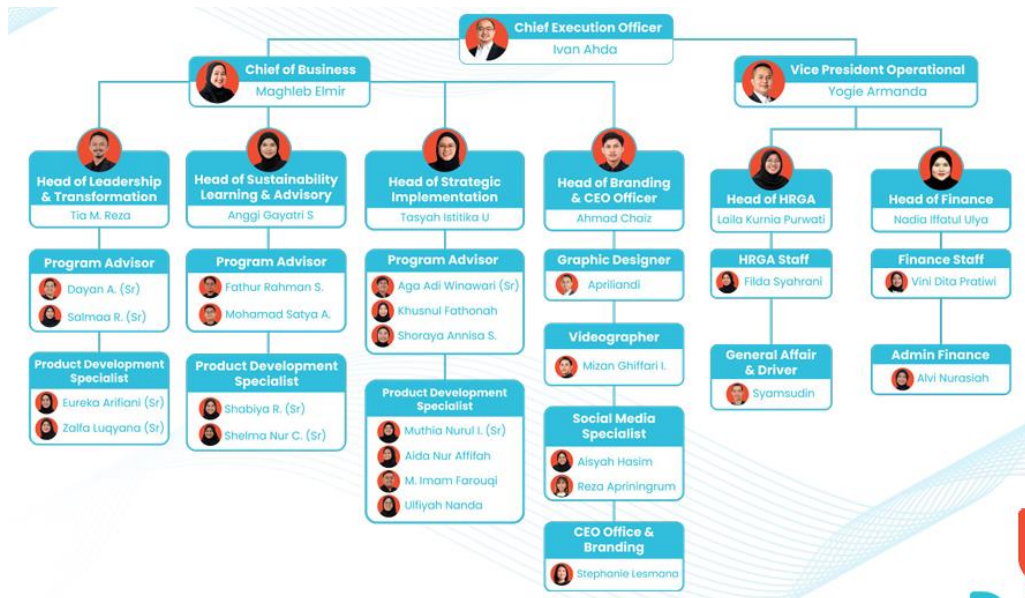 Chief Execution Officer
Ivan Ahda
Chief of Business
Maghleb Elmir
Vice President Operational
Yogie Armanda
Head of Leadership
& Transformation
Tia M. Reza
Program Advisor
Dayan A. (Sr)
Salmaa R. (Sr)
Product Development
Specialist
Eureka Arifiani (Sr)
Zalfa Luqyana (Sr)
Head of Sustainability
Learning & Advisory
Anggi Gayatri S
Program Advisor
Fathur Rahman S.
Mohamad Satya A.
Product Development
Specialist
Shabiya R. (Sr)
Shelma Nur C. (Sr)
Head of Strategic
Implementation
Tasyah Istitika U
Program Advisor
Aga Adi Winawari (Sr)
Khusnul Fathonah
Shoraya Annisa S.
Product Development
Specialist
Muthia Nurul I. (Sr)
Aida Nur Affifah
M. Imam Farouqi
Ulfiyah Nanda
Head of Branding
& CEO Officer
Ahmad Chaiz
Graphic Designer
Apriliandi
Videographer
Mizan Ghiffari I.
Social Media
Specialist
Aisyah Hasim
Reza Apriningrum
CEO Office &
Branding
Stephanie Lesmana
Head of HRGA
Laila Kurnia Purwati
HRGA Staff
Filda Syahrani
General Affair
& Driver
Syamsudin
Head of Finance
Nadia Iffatul Ulya
Finance Staff
Vini Dita Pratiwi
Admin Finance
Alvi Nurasiah